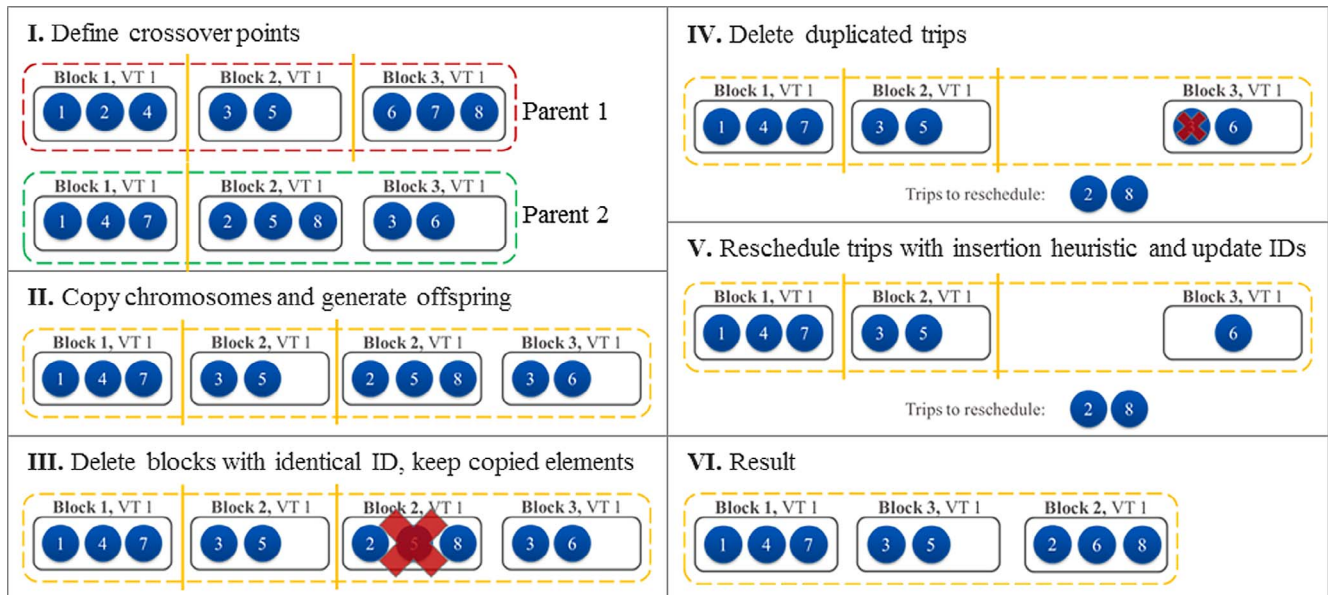 I. Define crossover points
Block 1, VT 1 Block 2, VT 1 Block 3, VT 1
1 2 4 3 5 6 7 8 Parent 1
Block 1, VT 1 Block 2, VT 1 Block 3, VT 1
1 4 7 2 5 8 3 6 Parent 2
II. Copy chromosomes and generate offspring
Block 1, VT 1 Block 2, VT 1 Block 2, VT 1 Block 3, VT 1
1 4 7 3 5 2 5 8 3 6
III. Delete blocks with identical ID, keep copied elements
Block 1, VT 1 Block 2, VT 1 Block 2, VT 1 Block 3, VT 1
1 4 7 3 5 2 5 8 3 6
IV. Delete duplicated trips
Block 1, VT 1 Block 2, VT 1 Block 3, VT 1
1 4 7 3 5 3 6
Trips to reschedule: 2 8
V. Reschedule trips with insertion heuristic and update IDs
Block 1, VT 1 Block 2, VT 1 Block 3, VT 1
1 4 7 3 5 6
Trips to reschedule: 2 8
VI. Result
Block 1, VT 1 Block 3, VT 1 Block 2, VT 1
1 4 7 3 5 2 6 8